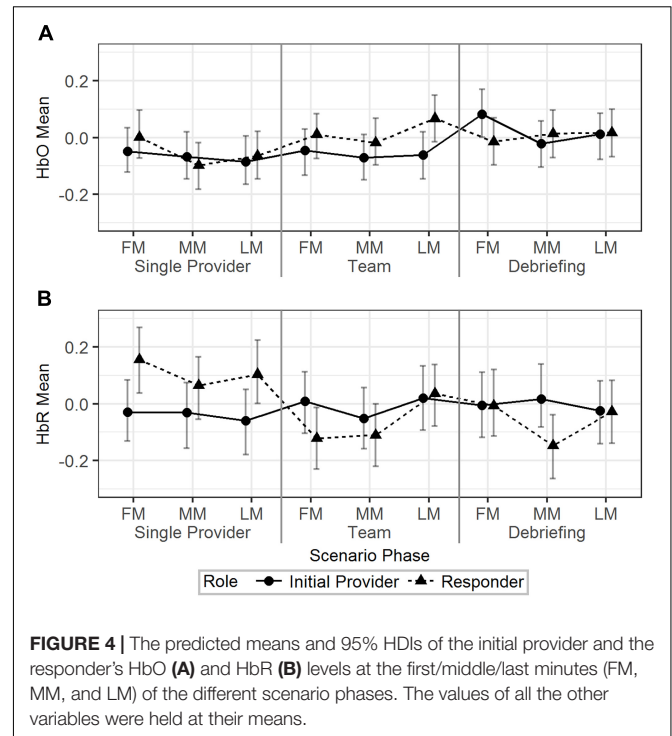 A
HbO Mean
0.2
0.0
-0.2
FM MM LM FM MM LM FM MM LM
Single Provider Team Debriefing
B
HbR Mean
0.2
0.0
-0.2
FM MM LM FM MM LM FM MM LM
Single Provider Team Debriefing
Scenario Phase
Role Initial Provider Responder
FIGURE 4 | The predicted means and 95% HDIs of the initial provider and the
responder's HbO (A) and HbR (B) levels at the first/middle/last minutes (FM,
MM, and LM) of the different scenario phases. The values of all the other
variables were held at their means.